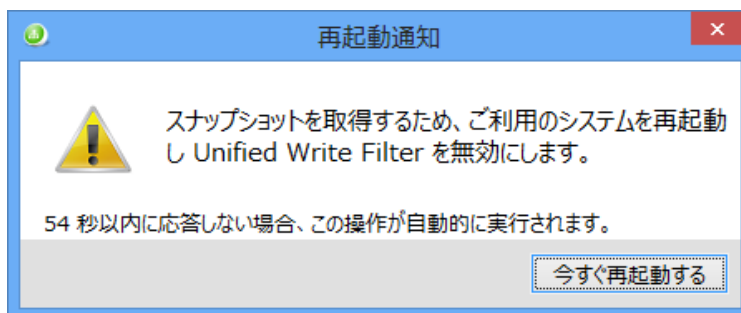 再起動通知
スナップショットを取得するため、ご利用のシステムを再起動
し Unified Write Filter を無効にします。
54 秒以内に応答しない場合、この操作が自動的に実行されます。
今すぐ再起動する